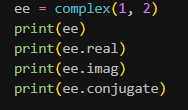 ee = complex(1, 2)
print(ee)
print(ee.real)
print(ee.imag)
print(ee.conjugate)